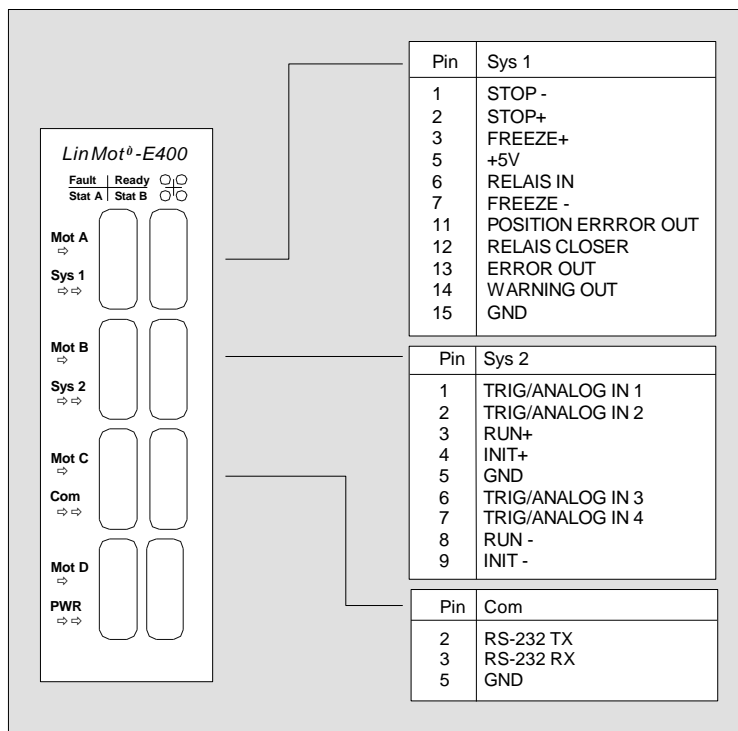 LinMot®-E400
Fault Ready
Stat A Stat B
Mot A
⇨
Sys 1
⇨⇨
Mot B
⇨
Sys 2
⇨⇨
Mot C
⇨
Com
⇨⇨
Mot D
⇨
PWR
⇨⇨
Pin Sys 1
1 STOP -
2 STOP+
3 FREEZE+
5 +5V
6 RELAIS IN
7 FREEZE -
11 POSITION ERRROR OUT
12 RELAIS CLOSER
13 ERROR OUT
14 WARNING OUT
15 GND
Pin Sys 2
1 TRIG/ANALOG IN 1
2 TRIG/ANALOG IN 2
3 RUN+
4 INIT+
5 GND
6 TRIG/ANALOG IN 3
7 TRIG/ANALOG IN 4
8 RUN -
9 INIT -
Pin Com
2 RS-232 TX
3 RS-232 RX
5 GND